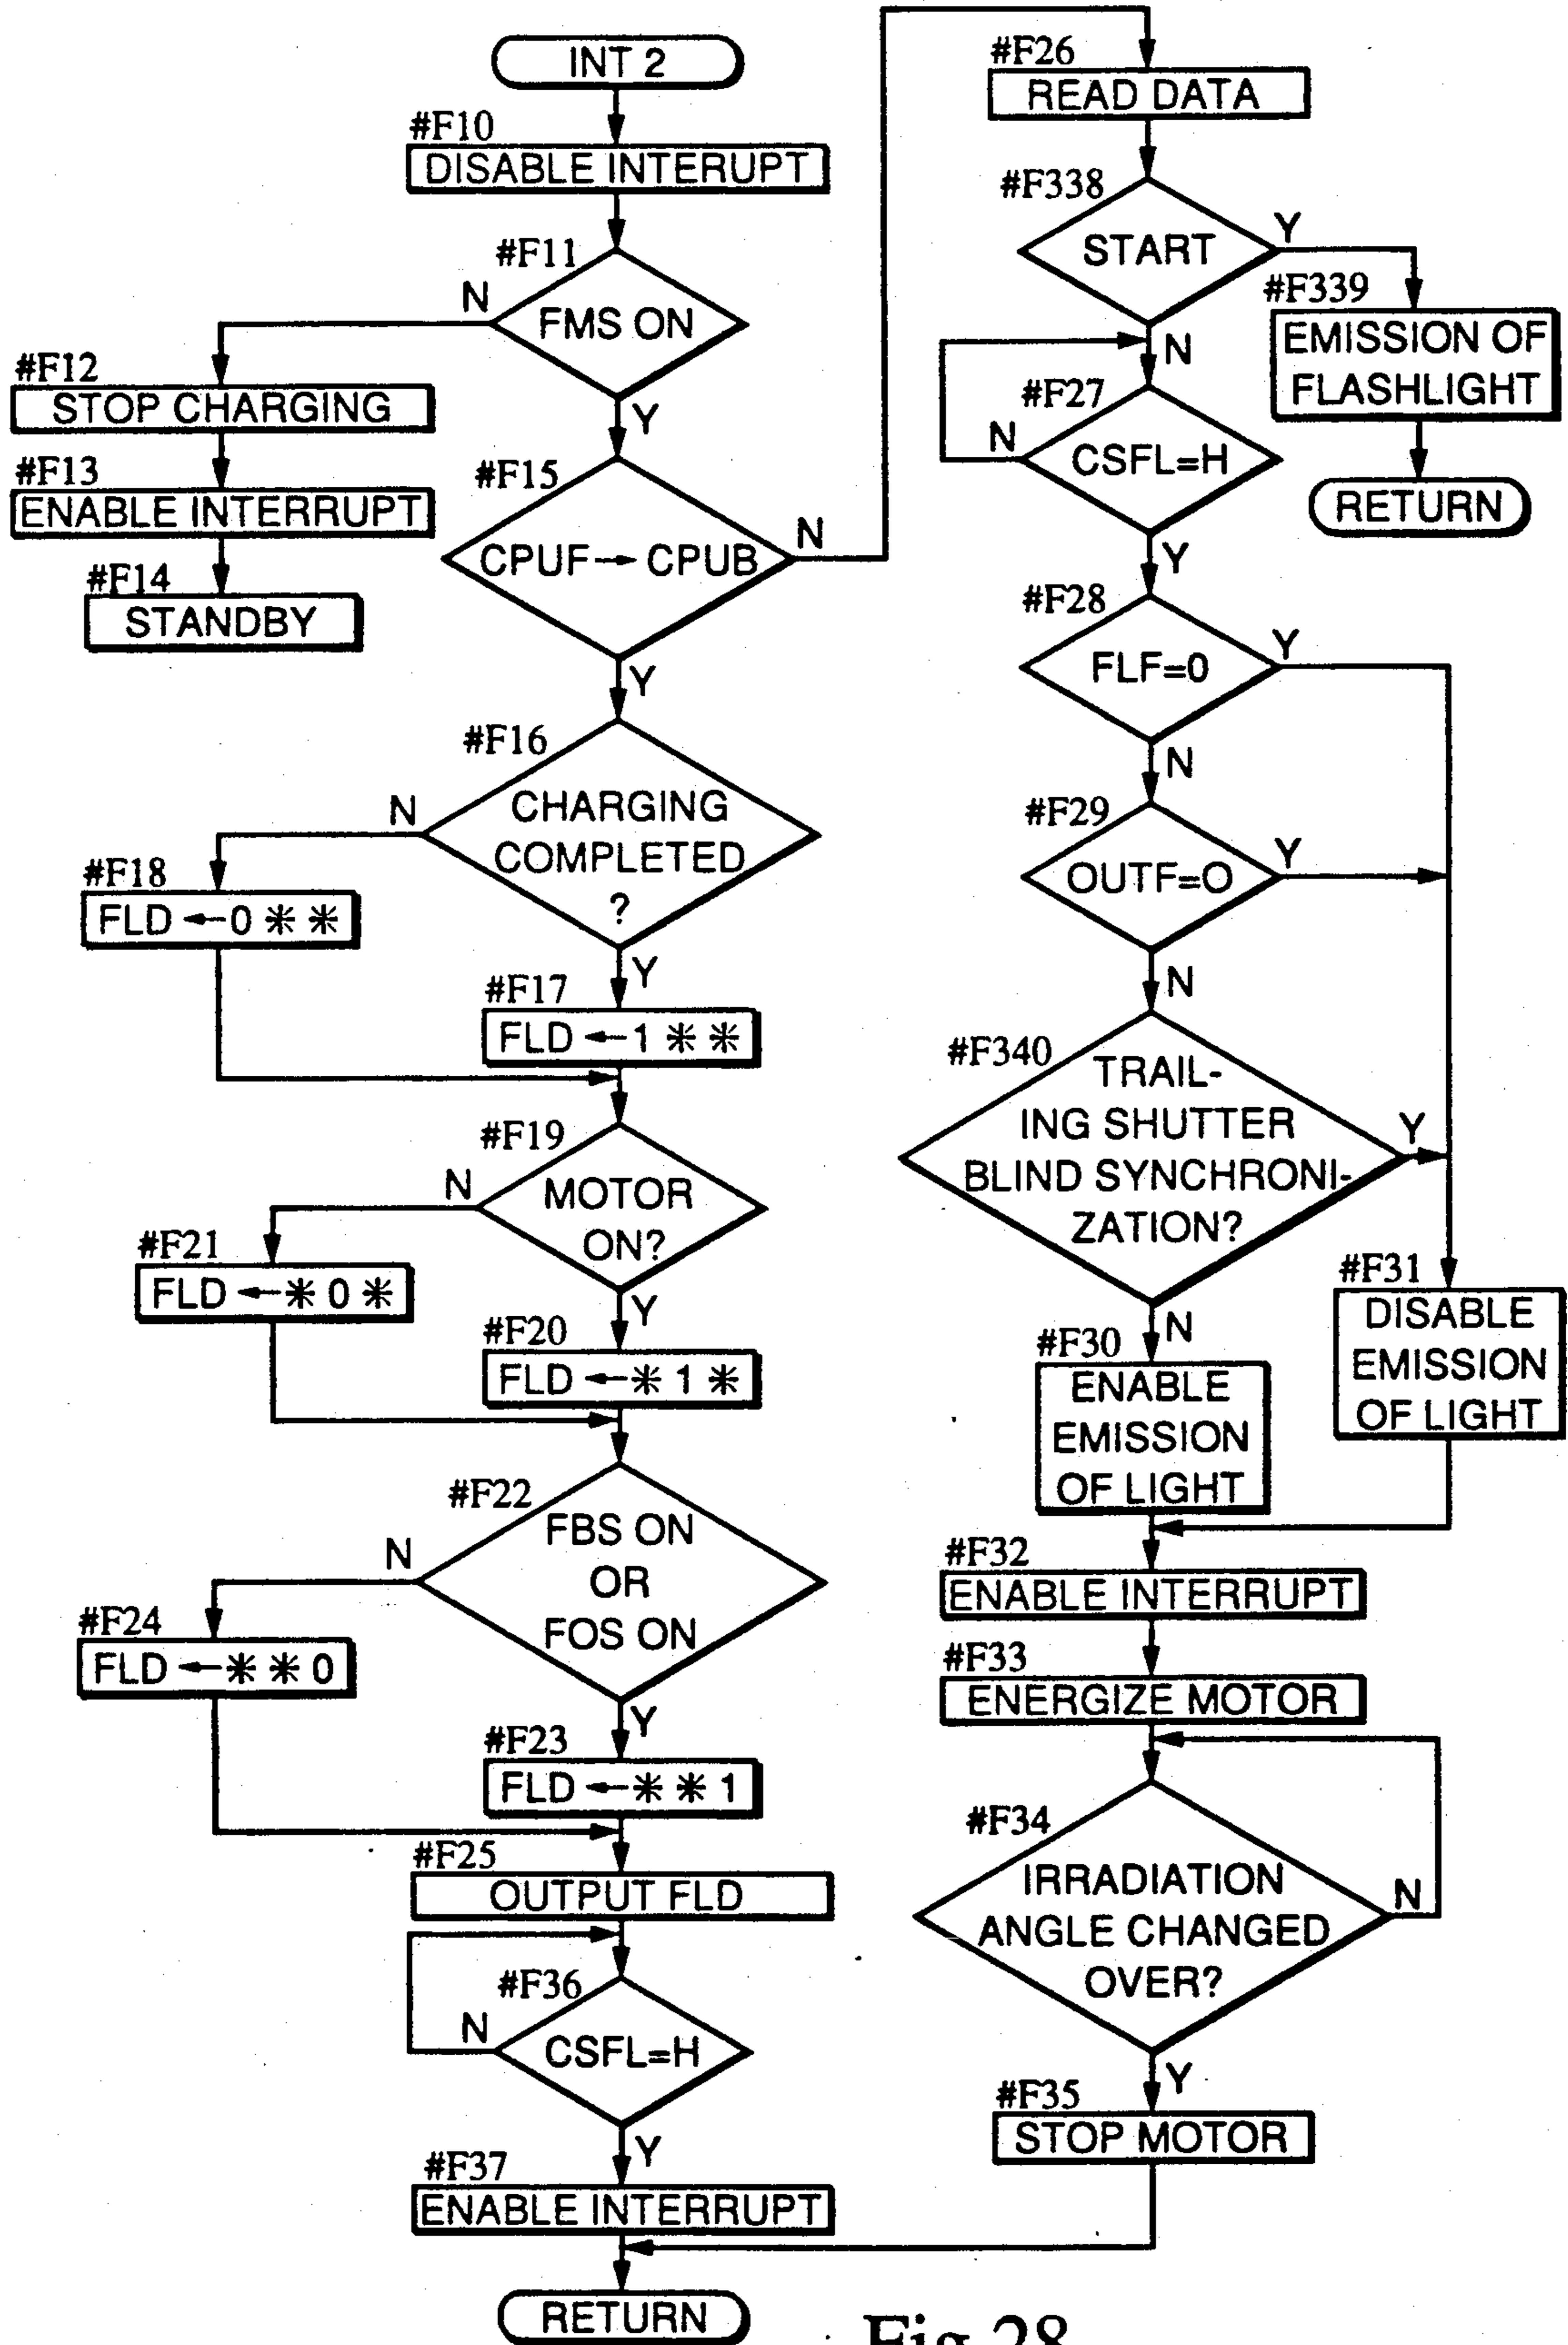 INT 2
#F10
DISABLE INTERUPT
#F11
FMS ON
N
Y
#F12
STOP CHARGING
#F13
ENABLE INTERRUPT
#F14
STANDBY
#F15
CPUF→CPUB
N
Y
#F16
CHARGING
COMPLETED
?
N
Y
#F18
FLD ←0 * *
#F17
FLD ←1 * *
#F19
MOTOR
ON?
N
Y
#F21
FLD ←* 0 *
#F20
FLD ←* 1 *
#F22
FBS ON
OR
FOS ON
N
Y
#F24
FLD ←* * 0
#F23
FLD ←* * 1
#F25
OUTPUT FLD
#F36
CSFL=H
N
Y
#F37
ENABLE INTERRUPT
RETURN
#F26
READ DATA
#F338
START
Y
N
#F339
EMISSION OF
FLASHLIGHT
RETURN
#F27
CSFL=H
N
Y
#F28
FLF=0
Y
N
#F29
OUTF=O
Y
N
#F340
TRAIL-
ING SHUTTER
BLIND SYNCHRONI-
ZATION?
Y
N
#F30
ENABLE
EMISSION
OF LIGHT
#F31
DISABLE
EMISSION
OF LIGHT
#F32
ENABLE INTERRUPT
#F33
ENERGIZE MOTOR
#F34
IRRADIATION
ANGLE CHANGED
OVER?
N
Y
#F35
STOP MOTOR
Fig.28